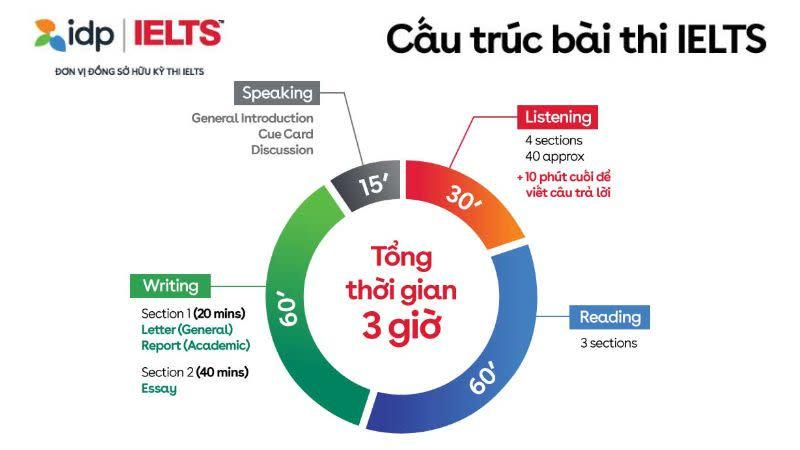 idp IELTS™
ĐƠN VỊ ĐỒNG SỞ HỮU KỲ THI IELTS
Cấu trúc bài thi IELTS
Speaking
General Introduction
Cue Card
Discussion
15’
Listening
4 sections
40 approx
+ 10 phút cuối để
viết câu trả lời
30’
Tổng
thời gian
3 giờ
Writing
Section 1 (20 mins)
Letter (General)
Report (Academic)
Section 2 (40 mins)
Essay
60’
Reading
3 sections
60’